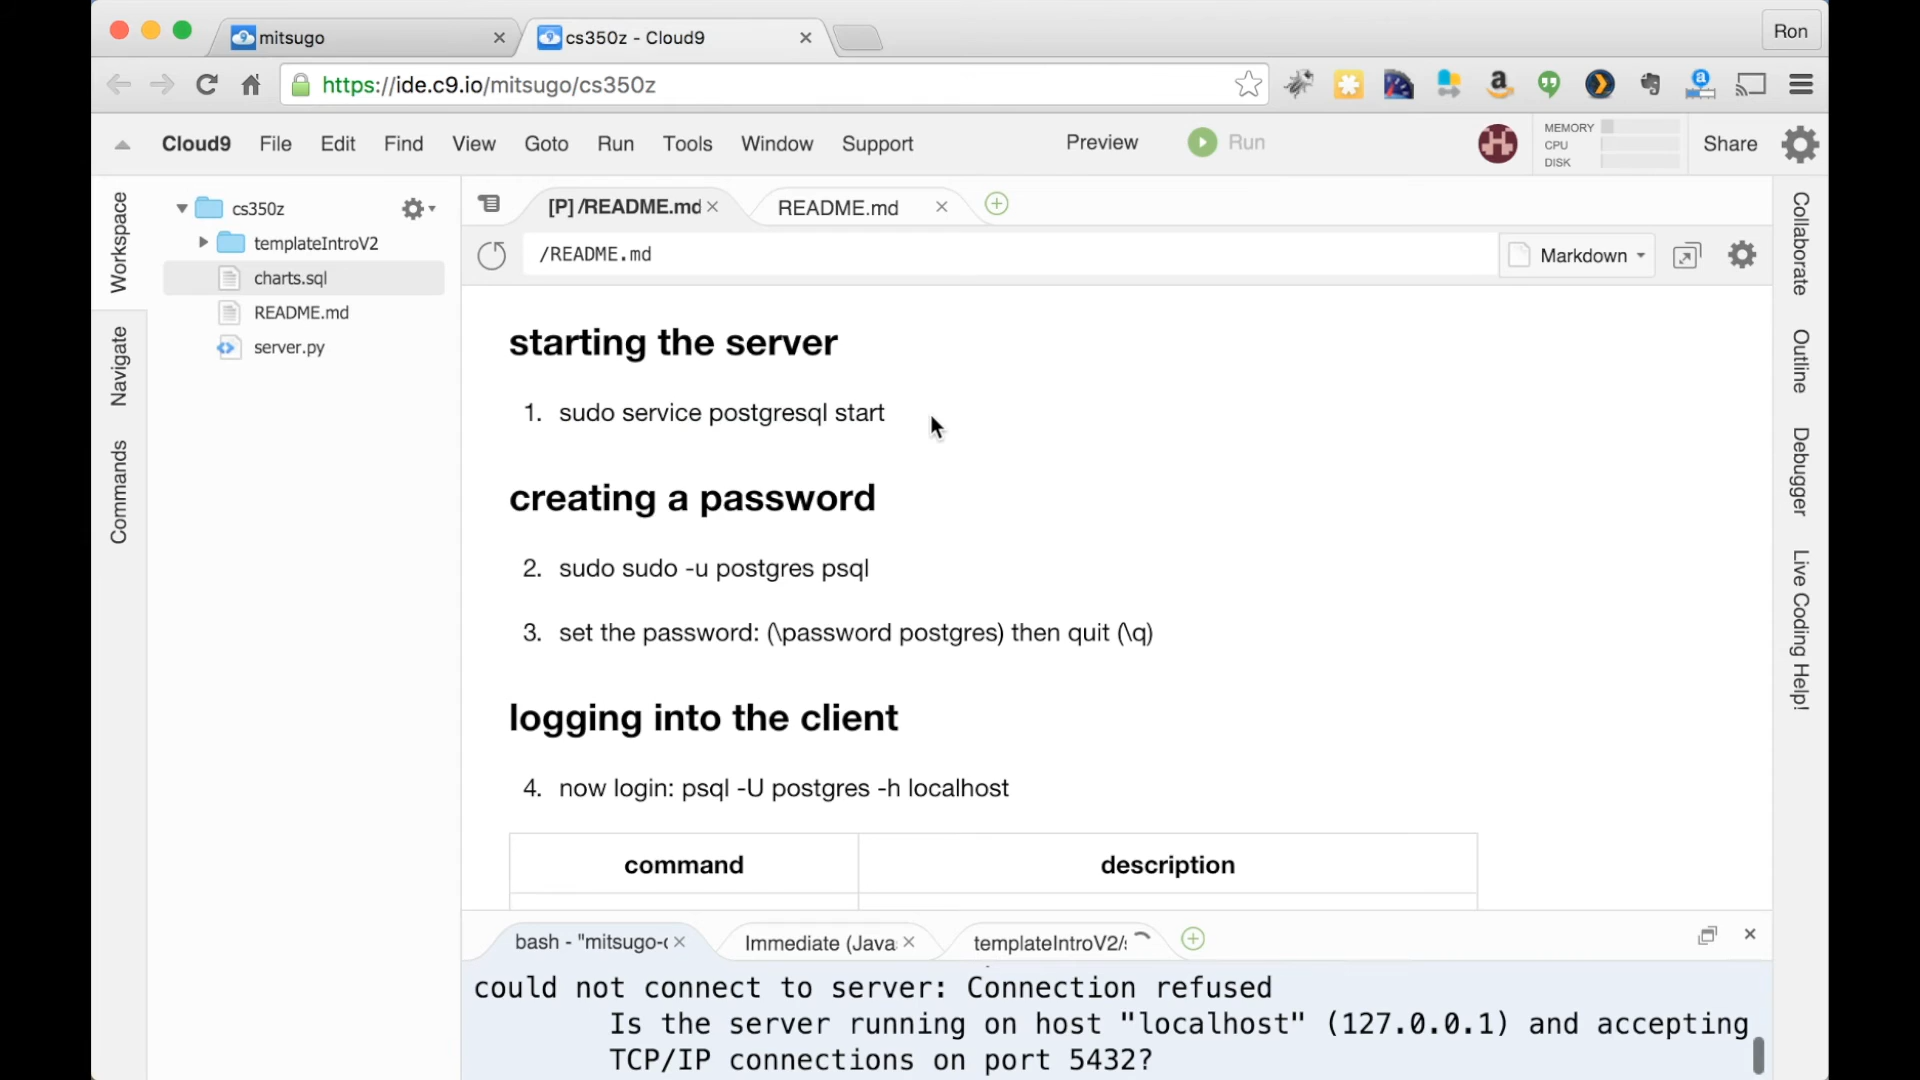 mitsugo
cs350z - Cloud9
Ron
https://ide.c9.io/mitsugo/cs350z
Cloud9 File Edit Find View Goto Run Tools Window Support
Preview
Run
MEMORY
CPU
DISK
Share
Workspace
Navigate
Commands
cs350z
templateIntroV2
charts.sql
README.md
server.py
[P] /README.md
README.md
/README.md
Markdown
starting the server
1. sudo service postgresql start
creating a password
2. sudo sudo -u postgres psql
3. set the password: (\password postgres) then quit (\q)
logging into the client
4. now login: psql -U postgres -h localhost
command description
Collaborate
Outline
Debugger
Live Coding Help!
bash - "mitsugo-
Immediate (Java
templateIntroV2/
could not connect to server: Connection refused
Is the server running on host "localhost" (127.0.0.1) and accepting
TCP/IP connections on port 5432?